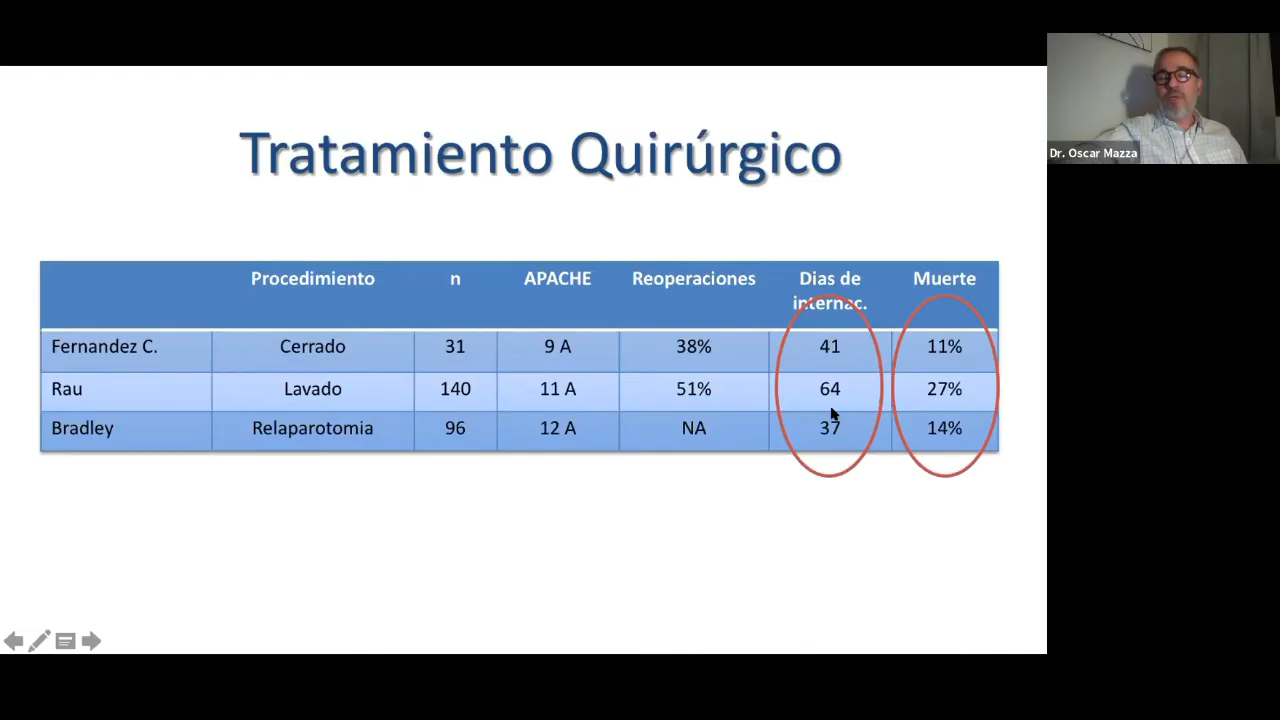 Tratamiento Quirúrgico
Procedimiento n APACHE Reoperaciones Dias de internac. Muerte
Fernandez C. Cerrado 31 9 A 38% 41 11%
Rau Lavado 140 11 A 51% 64 27%
Bradley Relaparotomia 96 12 A NA 37 14%
Dr. Oscar Mazza